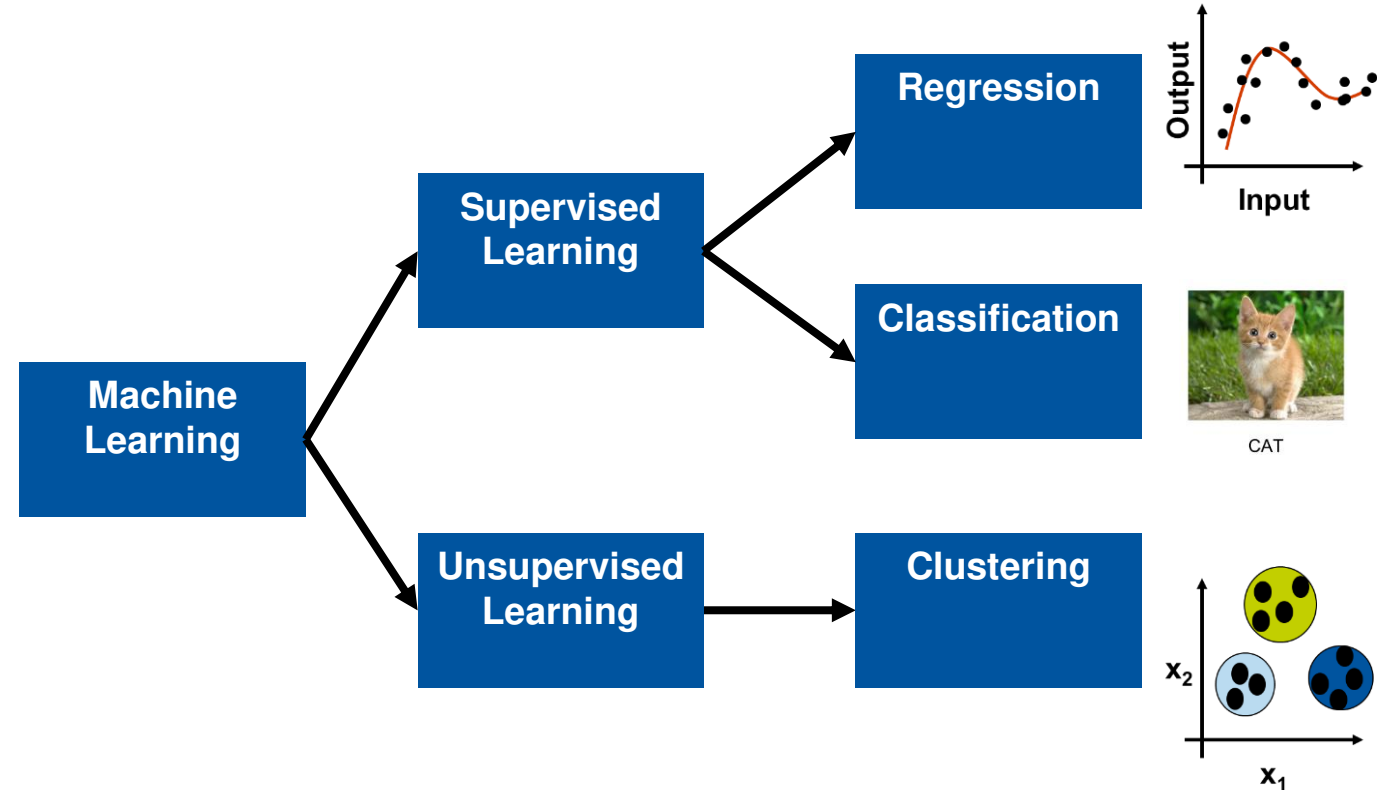 Machine
Learning
Supervised
Learning
Unsupervised
Learning
Regression
Classification
Clustering
Output
Input
CAT
x₂
x₁